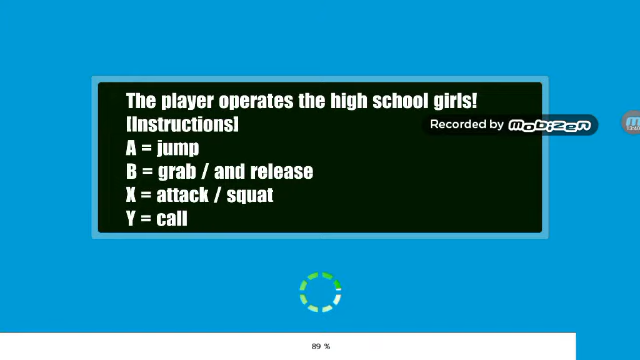 The player operates the high school girls!
[Instructions]
Recorded by mobizen
A = jump
B = grab / and release
X = attack / squat
Y = call
89 %